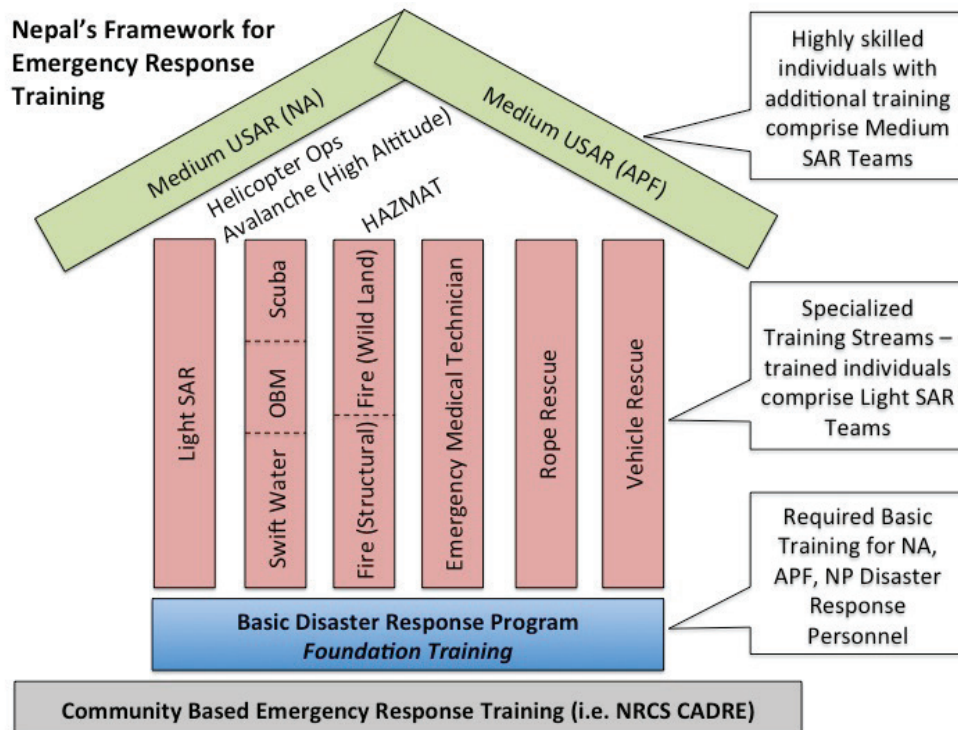 Nepal's Framework for
Emergency Response
Training
Medium USAR (NA)
Medium USAR (APF)
Helicopter Ops
Avalanche (High Altitude)
HAZMAT
Highly skilled
individuals with
additional training
comprise Medium
SAR Teams
Light SAR
Swift Water
OBM
Scuba
Fire (Structural)
Fire (Wild Land)
Emergency Medical Technician
Rope Rescue
Vehicle Rescue
Specialized
Training Streams –
trained individuals
comprise Light SAR
Teams
Basic Disaster Response Program
Foundation Training
Required Basic
Training for NA,
APF, NP Disaster
Response
Personnel
Community Based Emergency Response Training (i.e. NRCS CADRE)